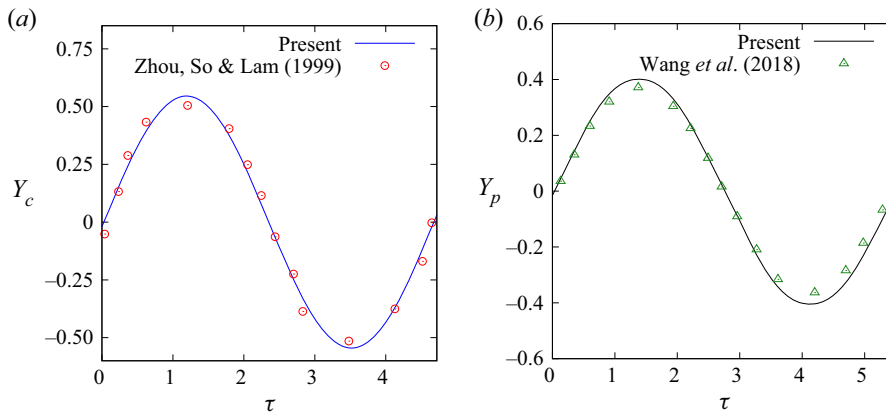 (a)
0.75
Present
Zhou, So & Lam (1999)
0.50
0.25
Y_c
0
–0.25
–0.50
0 1 2 3 4
τ
(b)
0.6
Present
Wang et al. (2018)
0.4
0.2
Y_p
0
–0.2
–0.4
–0.6
0 1 2 3 4 5
τ